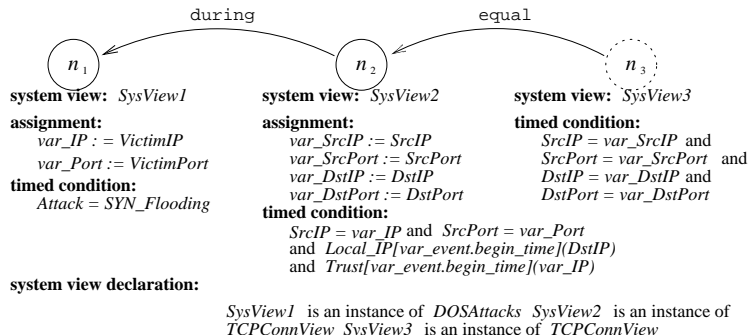 during equal
n1 n2 n3
system view: SysView1 system view: SysView2 system view: SysView3
assignment: assignment: timed condition:
var_IP : = VictimIP var_SrcIP := SrcIP SrcIP = var_SrcIP and
var_Port := VictimPort var_SrcPort := SrcPort SrcPort = var_SrcPort and
timed condition: var_DstIP := DstIP DstIP = var_DstIP and
Attack = SYN_Flooding var_DstPort := DstPort DstPort = var_DstPort
timed condition:
SrcIP = var_IP and SrcPort = var_Port
and Local_IP[var_event.begin_time](DstIP)
and Trust[var_event.begin_time](var_IP)
system view declaration:
SysView1 is an instance of DOSAttacks SysView2 is an instance of
TCPConnView SysView3 is an instance of TCPConnView